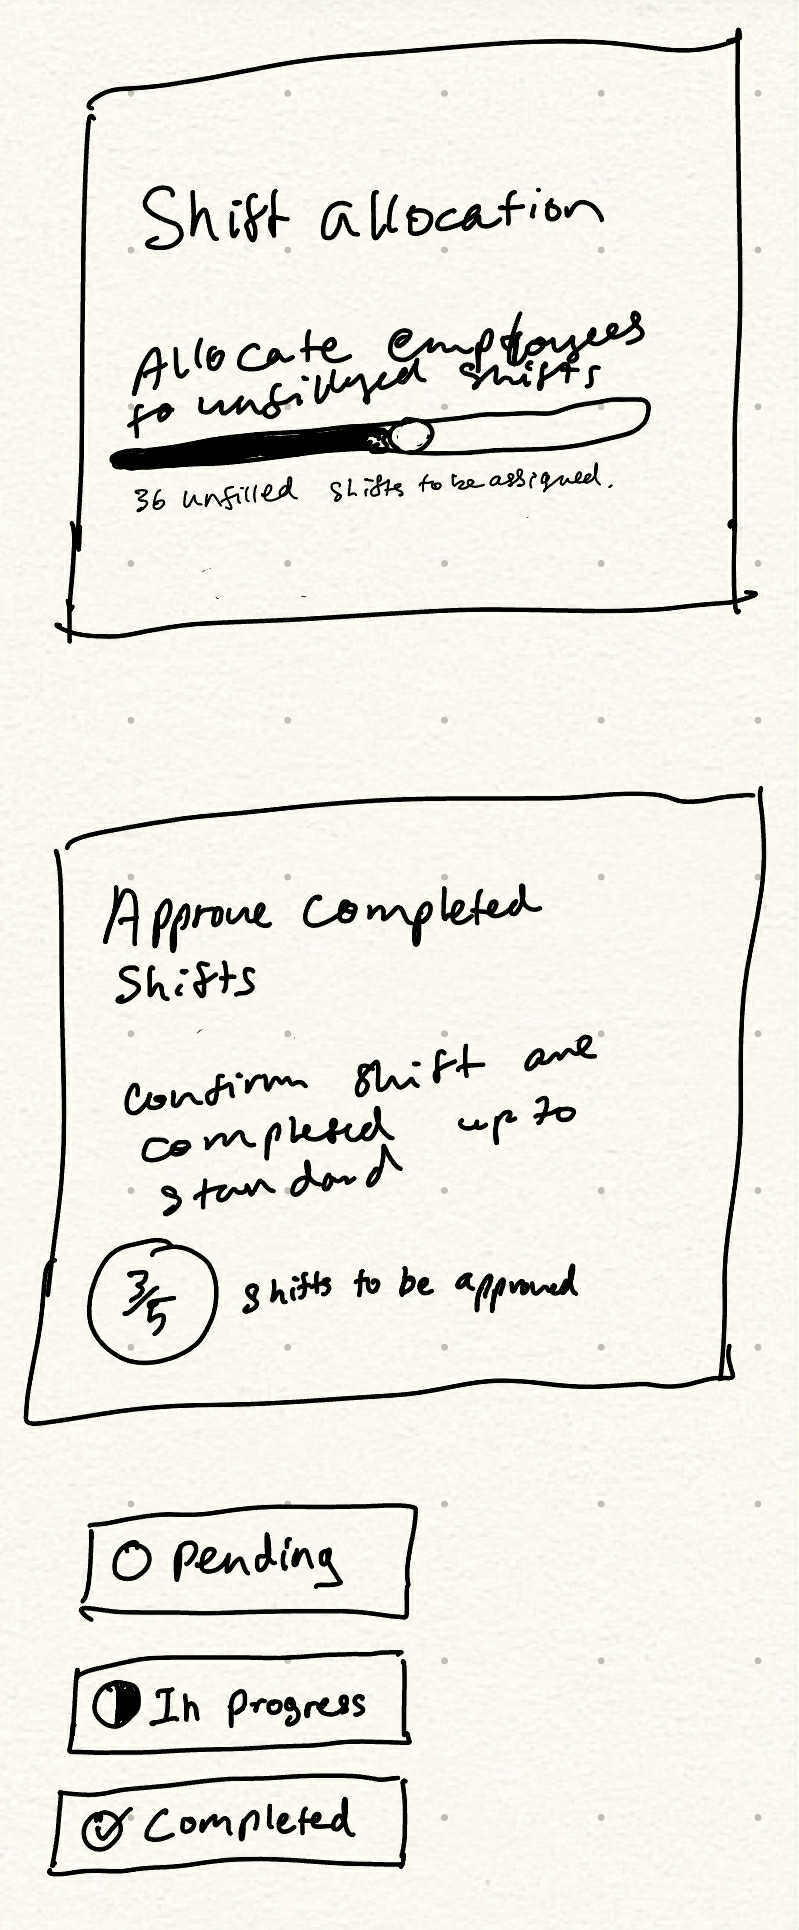 Shift allocation
Allocate employees
to unfilled shifts
36 unfilled shifts to be assigned.
Approve completed
shifts
confirm shift are
completed up to
standard
3/5 shifts to be approved
Pending
In progress
Completed